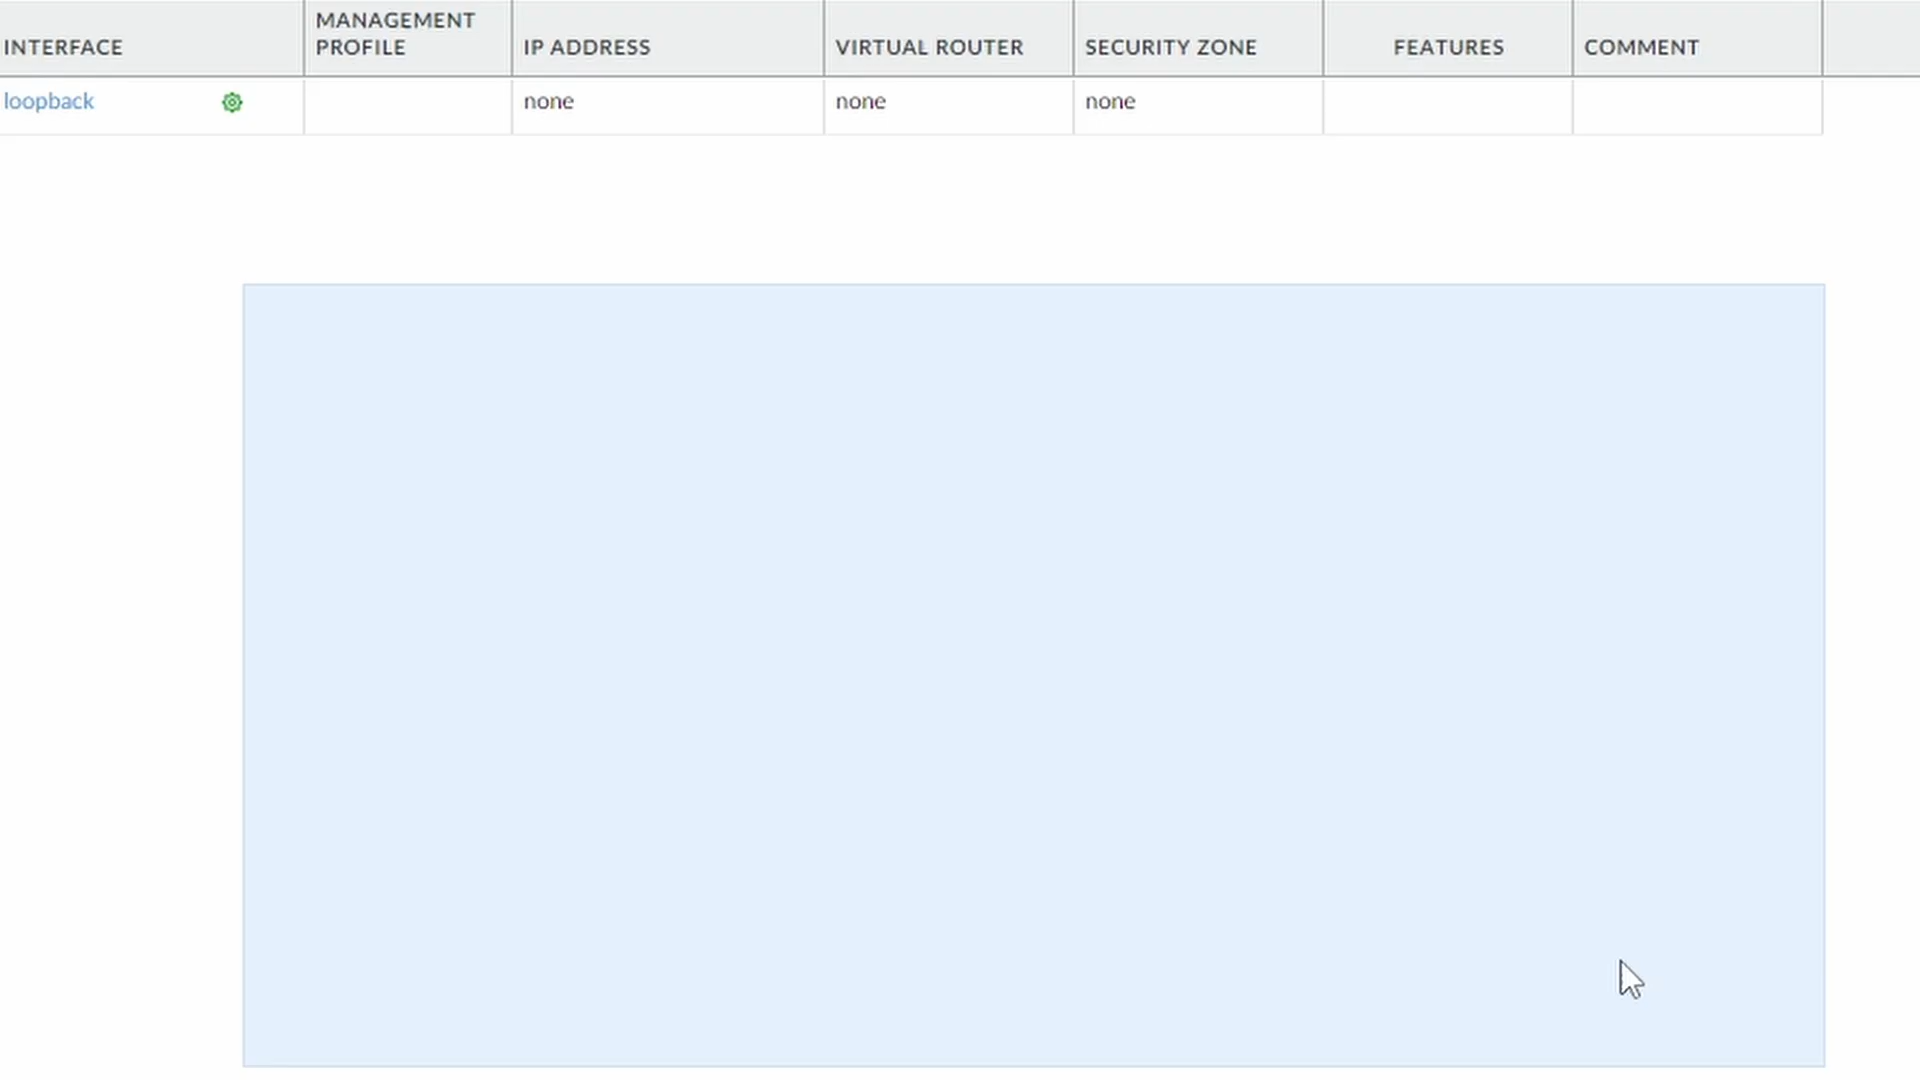 INTERFACE
MANAGEMENT
PROFILE
IP ADDRESS
VIRTUAL ROUTER
SECURITY ZONE
FEATURES
COMMENT
loopback
none
none
none